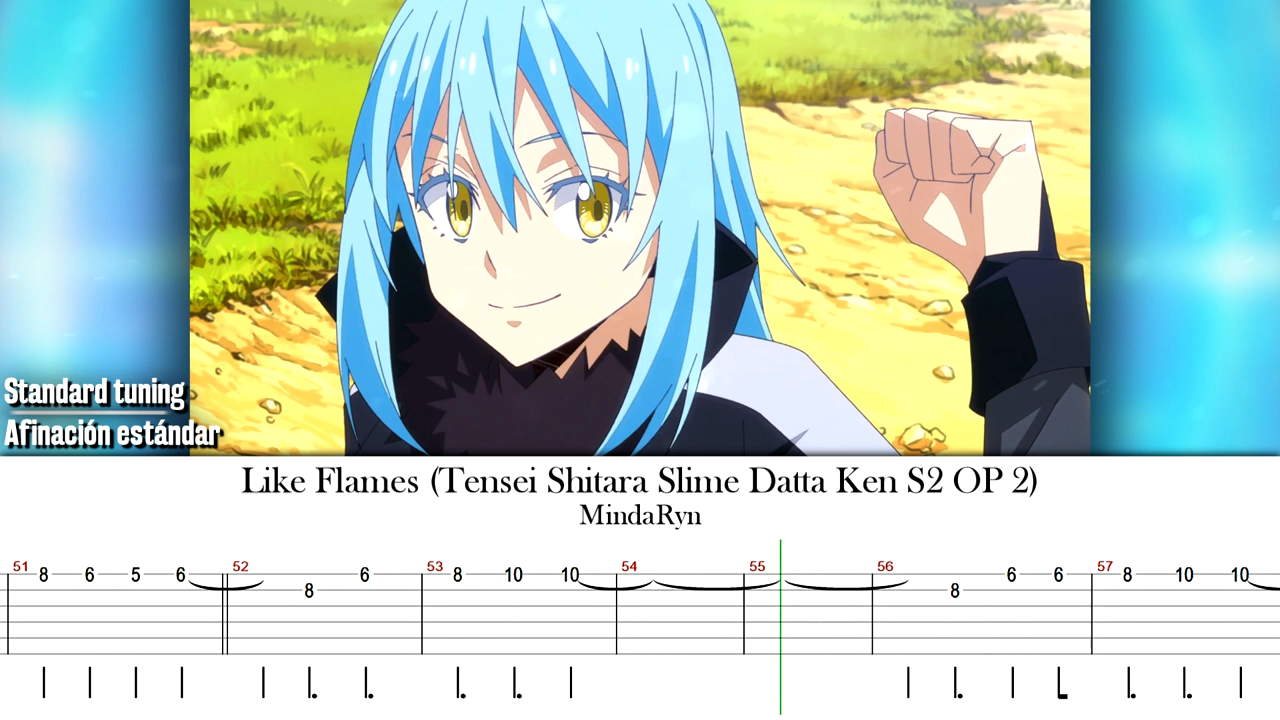 Standard tuning
Afinación estándar
Like Flames (Tensei Shitara Slime Datta Ken S2 OP 2)
MindaRyn
51 52 53 54 55 56 57
8 6 5 6 6 8 10 10 6 6 8 10 10
8 8